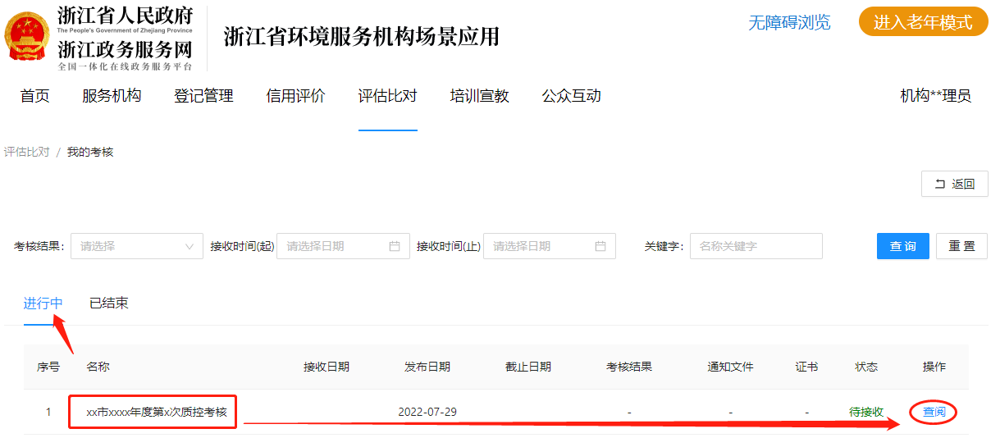 浙江省人民政府
The People's Government of Zhejiang Province
浙江政务服务网
全国一体化在线政务服务平台
浙江省环境服务机构场景应用
无障碍浏览 进入老年模式
首页 服务机构 登记管理 信用评价 评估比对 培训宣教 公众互动 机构**理员
评估比对 / 我的考核
返回
考核结果: 请选择 接收时间(起) 请选择日期 接收时间(止) 请选择日期 关键字: 名称关键字 查 询 重 置
进行中 已结束
序号 名称 接收日期 发布日期 截止日期 考核结果 通知文件 证书 状态 操作
1 xx市xxxx年度第x次质控考核 2022-07-29 - - - 待接收 查阅